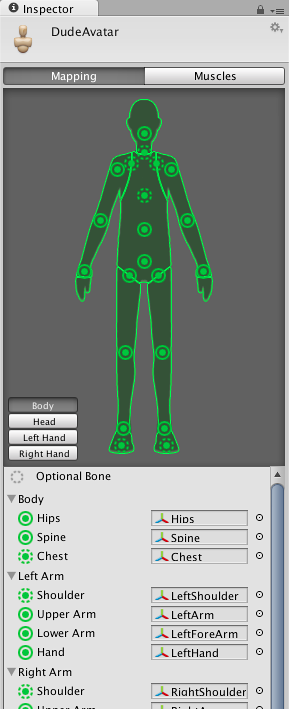 Inspector
DudeAvatar
Mapping Muscles
Body
Head
Left Hand
Right Hand
Optional Bone
Body
Hips Hips
Spine Spine
Chest Chest
Left Arm
Shoulder LeftShoulder
Upper Arm LeftArm
Lower Arm LeftForeArm
Hand LeftHand
Right Arm
Shoulder RightShoulder